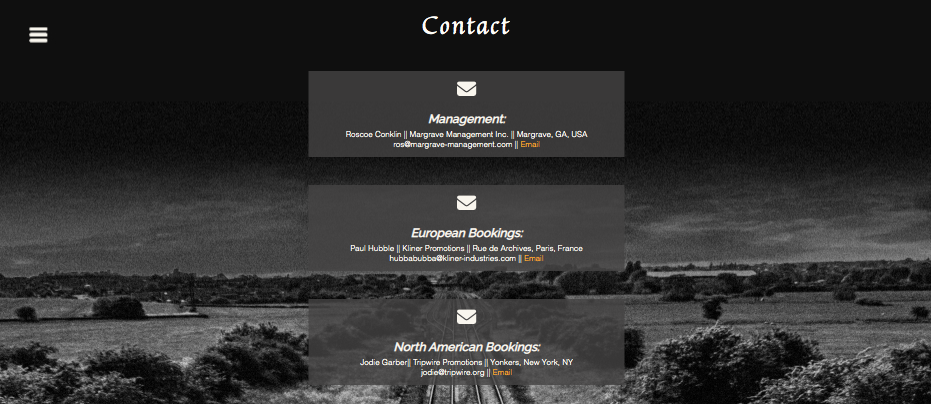 Contact
Management:
Roscoe Conklin || Margrave Management Inc. || Margrave, GA, USA
ros@margrave-management.com || Email
European Bookings:
Paul Hubble || Kliner Promotions || Rue de Archives, Paris, France
hubbabubba@kliner-industries.com || Email
North American Bookings:
Jodie Garber|| Tripwire Promotions || Yonkers, New York, NY
jodie@tripwire.org || Email